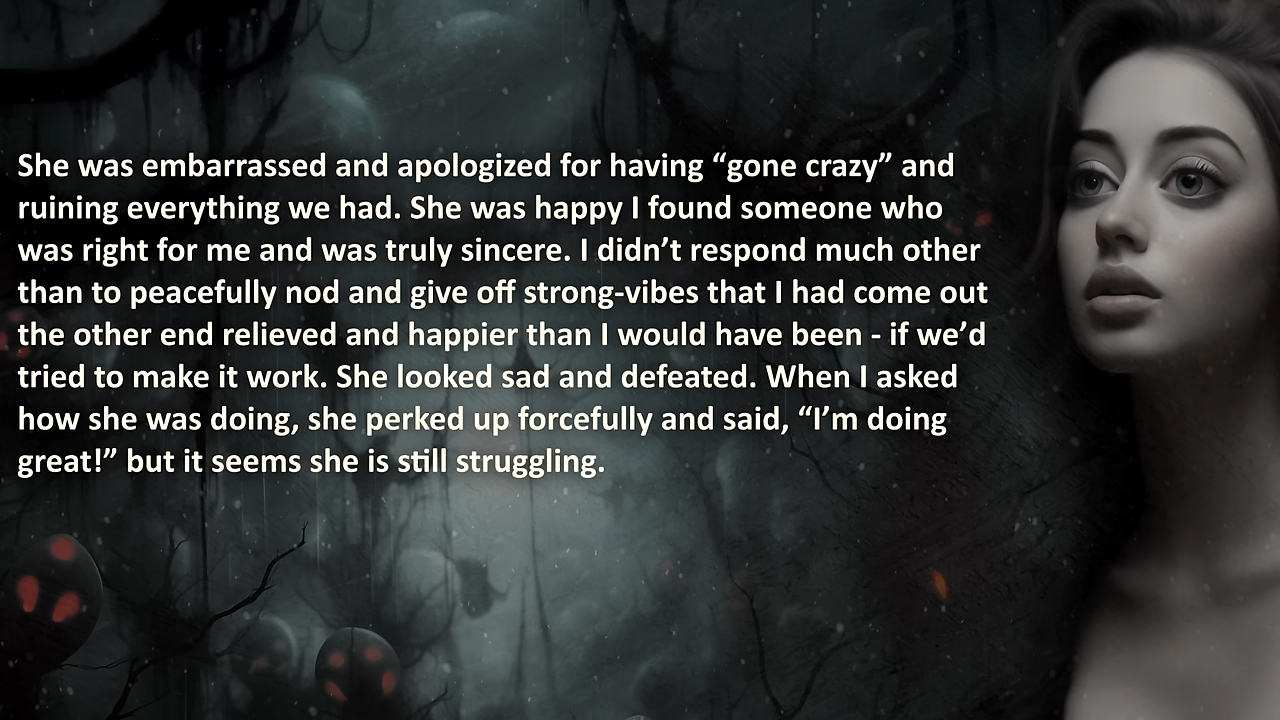 She was embarrassed and apologized for having “gone crazy” and
ruining everything we had. She was happy I found someone who
was right for me and was truly sincere. I didn’t respond much other
than to peacefully nod and give off strong-vibes that I had come out
the other end relieved and happier than I would have been - if we’d
tried to make it work. She looked sad and defeated. When I asked
how she was doing, she perked up forcefully and said, “I’m doing
great!” but it seems she is still struggling.